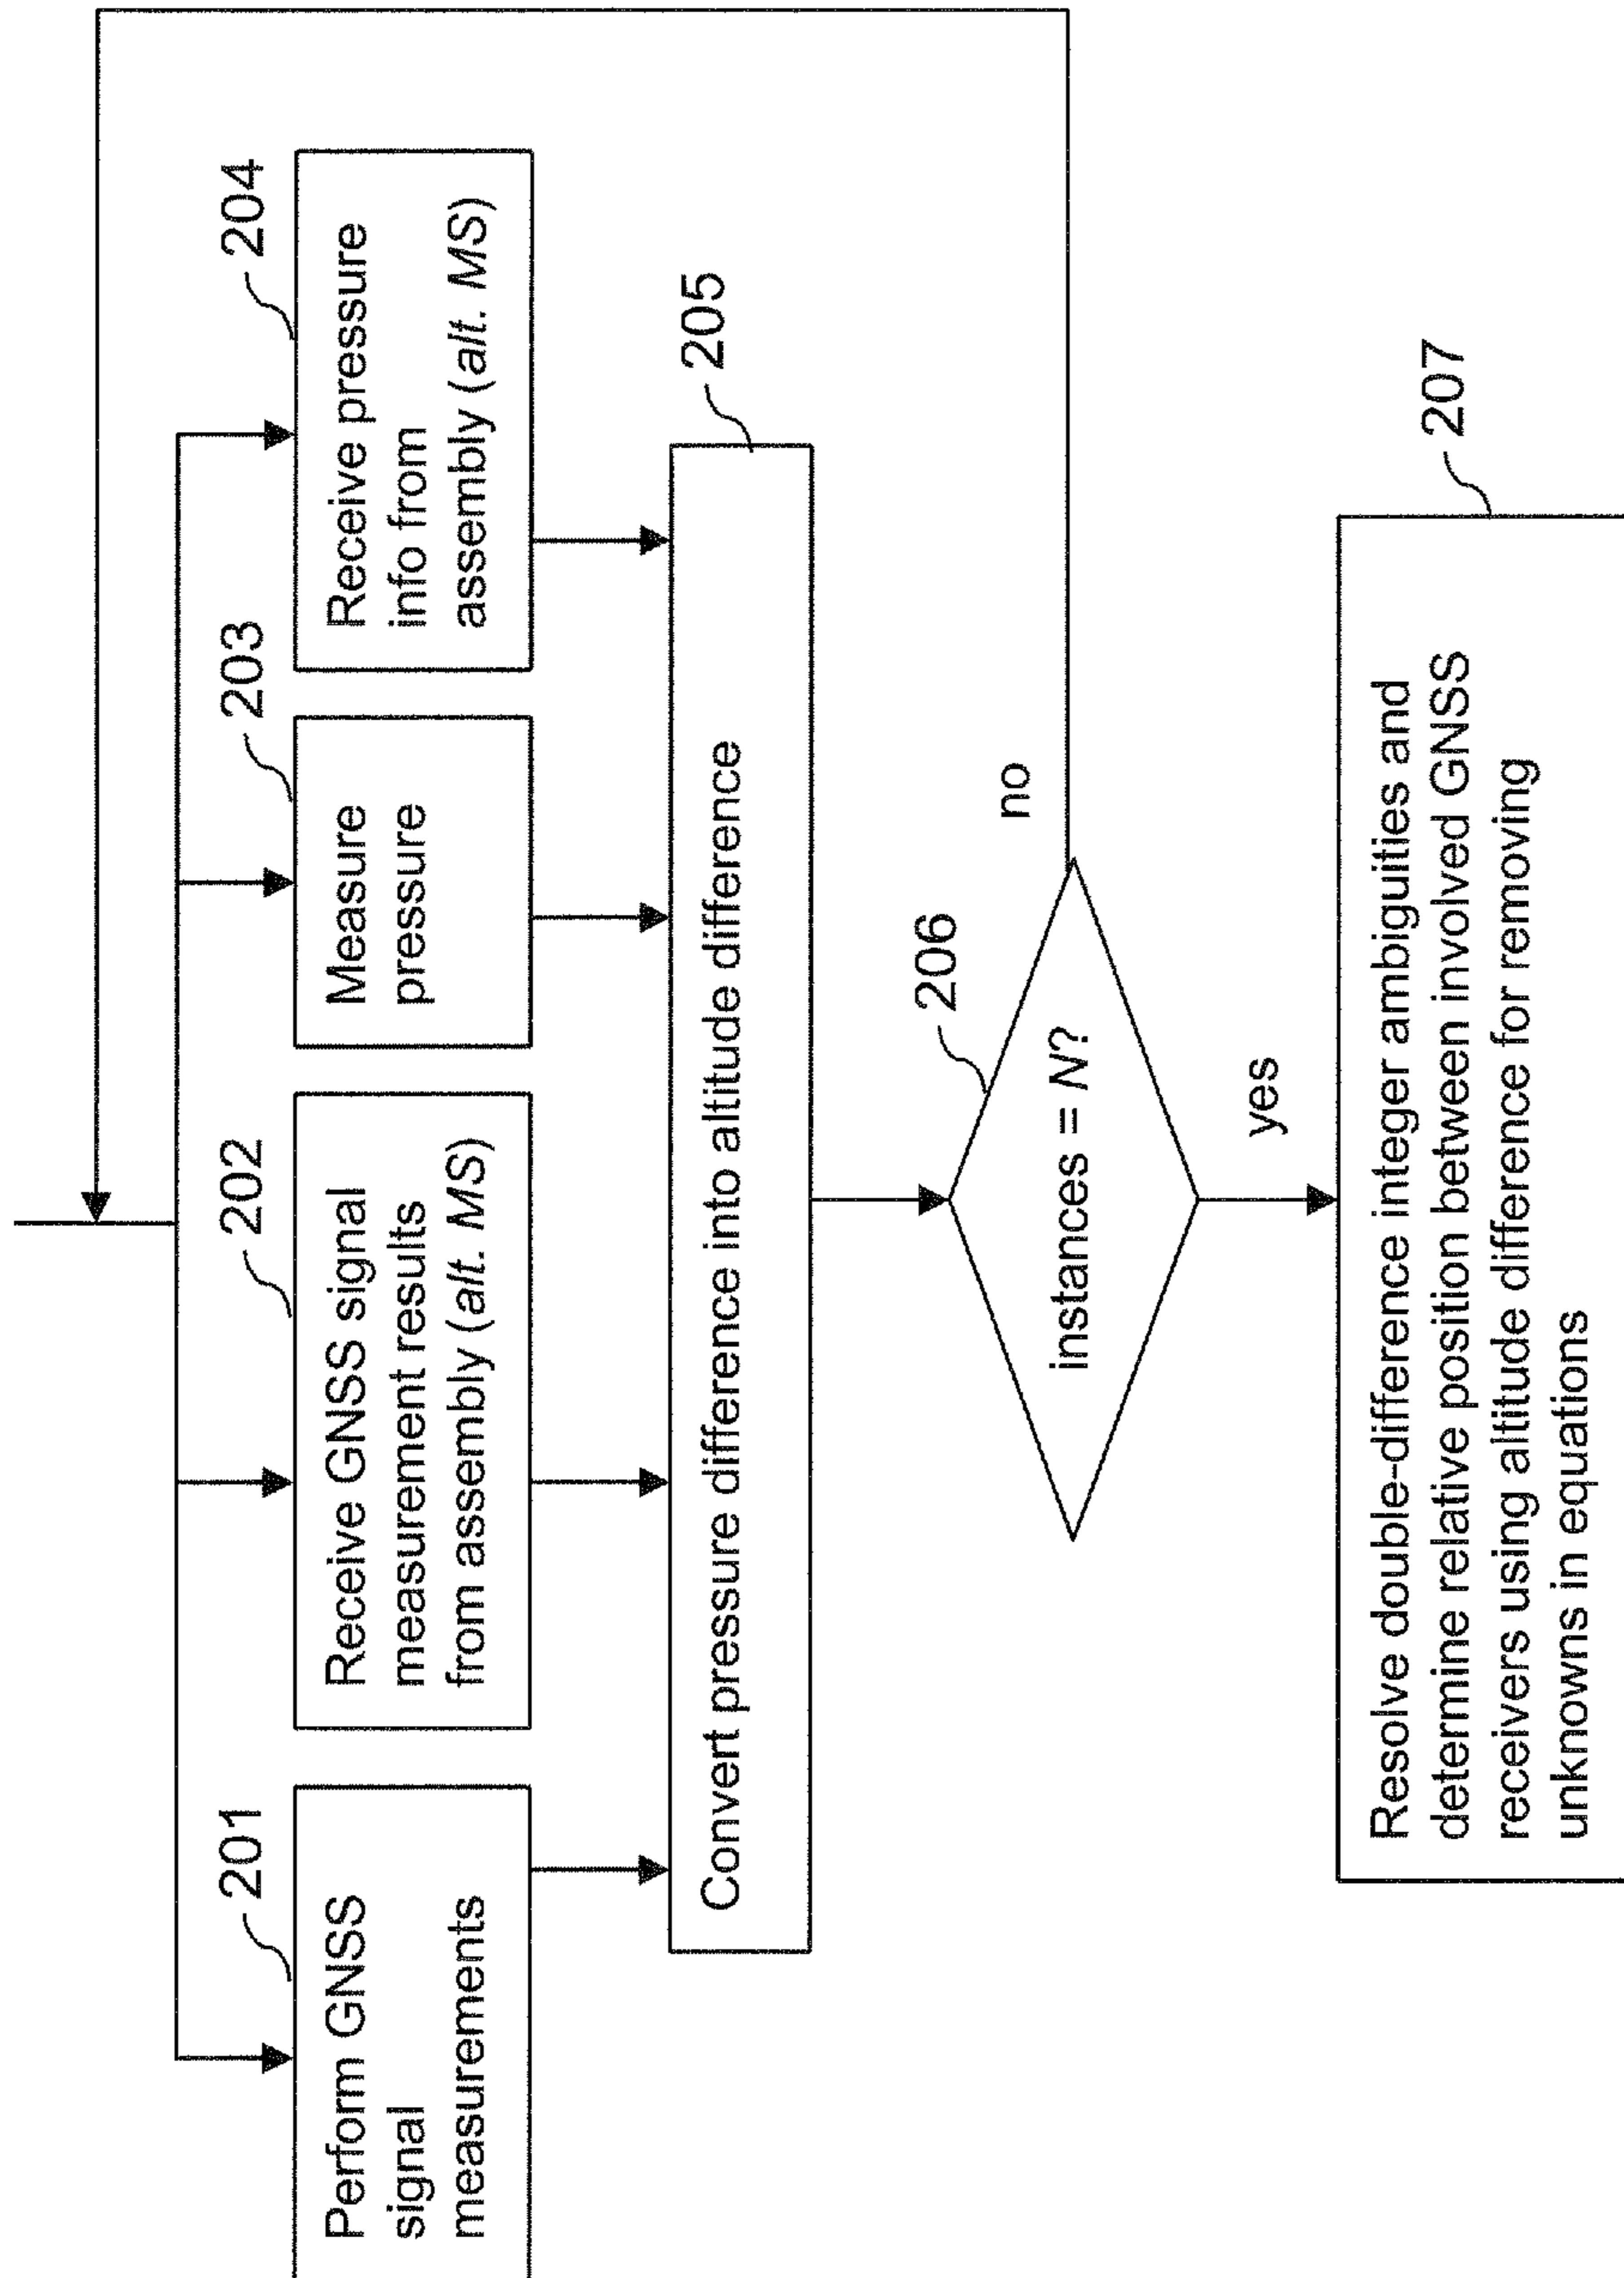 201
Perform GNSS
signal
measurements
202
Receive GNSS signal
measurement results
from assembly (alt. MS)
203
Measure
pressure
204
Receive pressure
info from
assembly (alt. MS)
205
Convert pressure difference into altitude difference
206
instances = N?
no
yes
207
Resolve double-difference integer ambiguities and
determine relative position between involved GNSS
receivers using altitude difference for removing
unknowns in equations